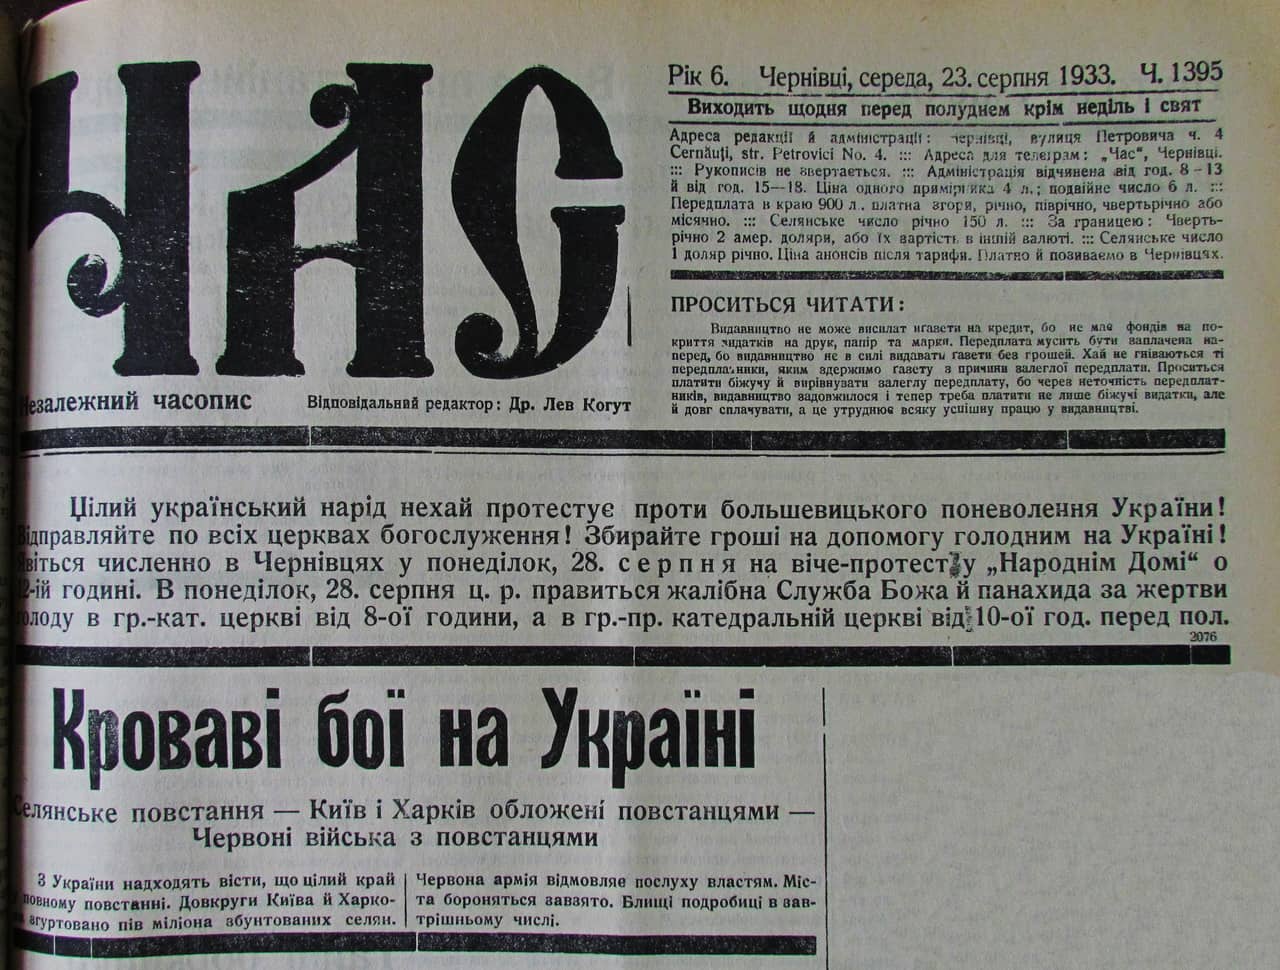 ЧАС
Незалежний часопис
Відповідальний редактор: Др. Лев Когут
Рік 6. Чернівці, середа, 23. серпня 1933. Ч. 1395
Виходить щодня перед полуднем крім неділь і свят
Адреса редакції й адміністрації: Чернівці, вулиця Петровича ч. 4
Cernăuți, str. Petrovici No. 4. ::: Адреса для телєграм: „Час“, Чернівці.
::: Рукописів не звертається. ::: Адміністрація відчинена від год. 8-13
й від год. 15—18. Ціна одного примірника 4 л.; подвійне число 6 л. :::
Передплата в краю 900 л., платна згори, річно, піврічно, чвертьрічно або
місячно. ::: Селянське число річно 150 л. ::: За границею: Чверть-
річно 2 амер. доляри, або їх вартість в іншій валюті. ::: Селянське число
1 доляр річно. Ціна анонсів після тарифи. Платно й позиваємо в Чернівцях.
ПРОСИТЬСЯ ЧИТАТИ:
Видавництво не може висилат иґавети на кредит, бо не має фондів на по-
криття видатків на друк, папір та марки. Передплата мусить бути заплачена на-
перед, бо видавництво не в силі видавати ґавети без грошей. Хай не гніваються ті
передплатники, яким здержимо ґавету з причини залеглої передплати. Проситься
платити біжучу й вирівнувати залеглу передплату, бо через неточність передплат-
ників, видавництво задовжилося і тепер треба платити не лише біжучі видатки, але
й довг сплачувати, а це утруднює всяку успішну працю у видавництві.
Цілий український нарід нехай протестує проти большевицького поневолення України!
Відправляйте по всіх церквах богослуження! Збирайте гроші на допомогу голодним на Україні!
Явіться численно в Чернівцях у понеділок, 28. серпня на віче-протест у „Народнім Домі“ о
12-ій годині. В понеділок, 28. серпня ц. р. правиться жалібна Служба Божа й панахида за жертви
голоду в гр.-кат. церкві від 8-ої години, а в гр.-пр. катедральній церкві від 10-ої год. перед пол.
2076
Кроваві бої на Україні
Селянське повстання — Київ і Харків обложені повстанцями —
Червоні війська з повстанцями
З України надходять вісти, що цілий край
повному повстанні. Довкруги Київа й Харко-
згуртовано пів міліона збунтованих селян.
Червона армія відмовляє послуху властям. Міс-
та бороняться завзято. Блищі подробиці в зав-
трішньому числі.